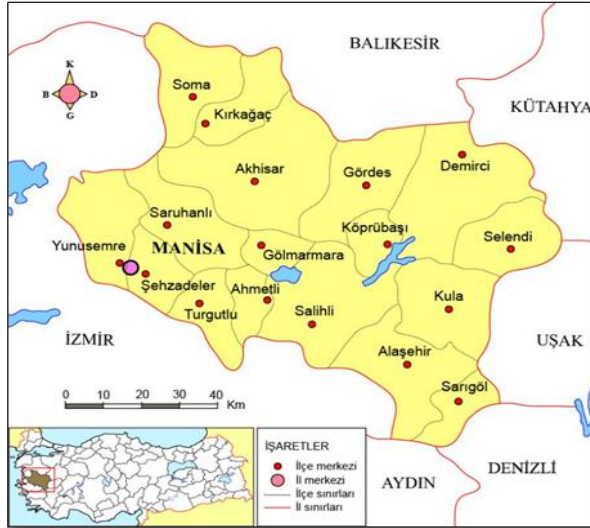 BALIKESİR
K
B D
G
Soma
Kırkağaç
KÜTAHYA
Akhisar
Gördes
Demirci
Saruhanlı
Köprübaşı
Selendi
Yunusemre
MANİSA
Gölmarmara
Şehzadeler
Ahmetli
Turgutlu
Salihli
Kula
İZMİR
UŞAK
Alaşehir
Sarıgöl
0 10 20 30 40
Km
İŞARETLER
İlçe merkezi
İl merkezi
İlçe sınırları
İl sınırları
AYDIN
DENİZLİ